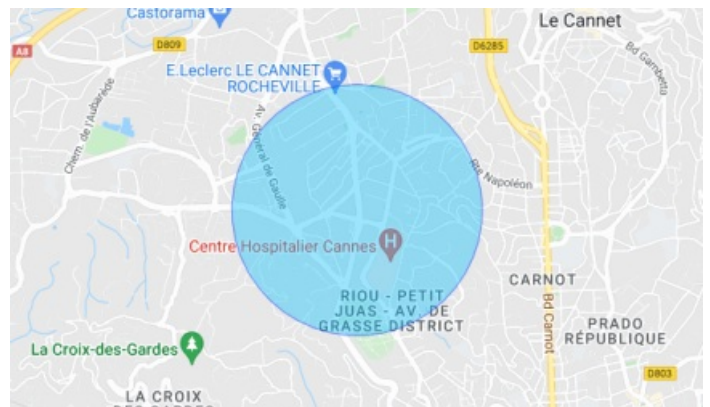 Castorama
Le Cannet
D809
D6285
A8
E.Leclerc LE CANNET
ROCHEVILLE
Bd Gambetta
Chem. de l'Aubarède
Av. Général de Gaulle
Rte Napoléon
Centre Hospitalier Cannes
H
CARNOT
RIOU - PETIT
JUAS - AV. DE
GRASSE DISTRICT
Bd Carnot
PRADO
RÉPUBLIQUE
La Croix-des-Gardes
D803
LA CROIX
DES GARDES